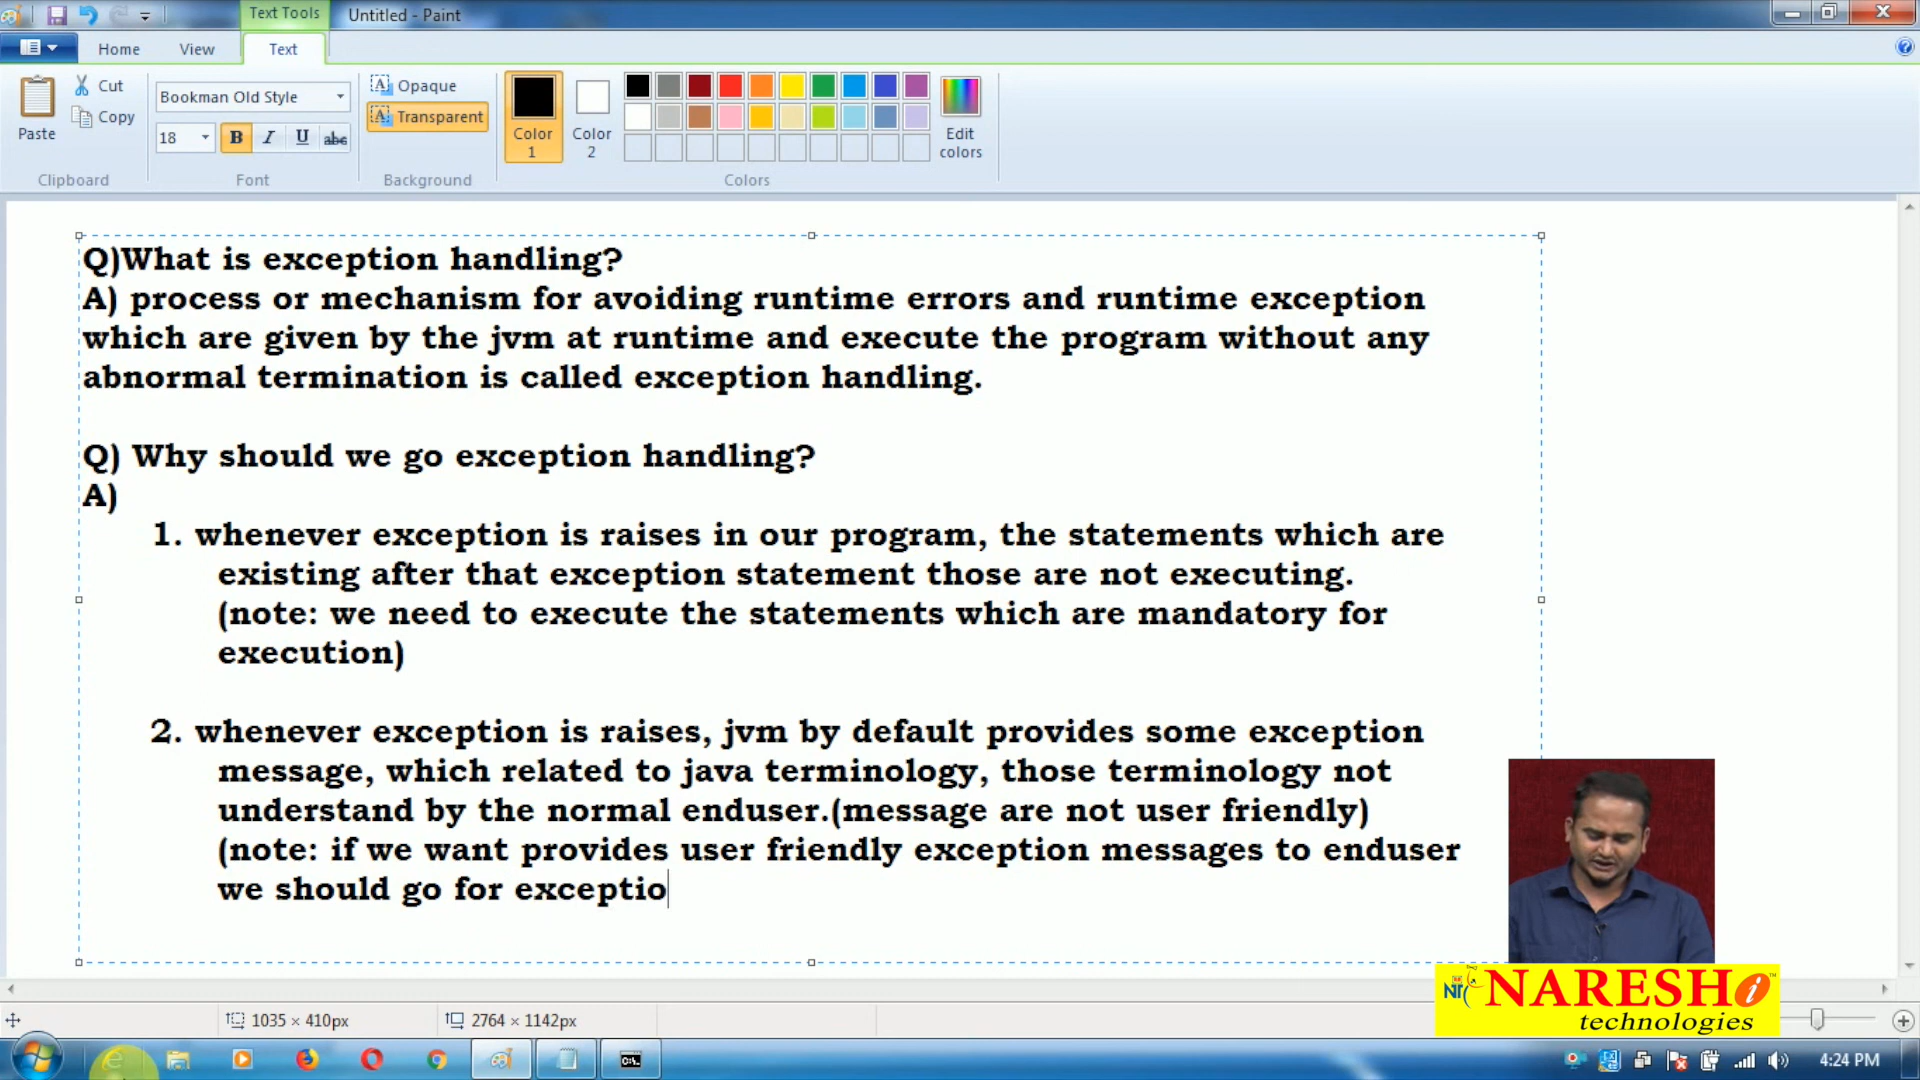 Text Tools
Untitled - Paint
Home
View
Text
Paste
Cut
Copy
Clipboard
Bookman Old Style
18
B I U abc
Font
Opaque
Transparent
Background
Color 1
Color 2
Edit colors
Colors
Q)What is exception handling?
A) process or mechanism for avoiding runtime errors and runtime exception
which are given by the jvm at runtime and execute the program without any
abnormal termination is called exception handling.
Q) Why should we go exception handling?
A)
1. whenever exception is raises in our program, the statements which are
existing after that exception statement those are not executing.
(note: we need to execute the statements which are mandatory for
execution)
2. whenever exception is raises, jvm by default provides some exception
message, which related to java terminology, those terminology not
understand by the normal enduser.(message are not user friendly)
(note: if we want provides user friendly exception messages to enduser
we should go for exceptio
NARESH i
technologies
1035 × 410px
2764 × 1142px
4:24 PM